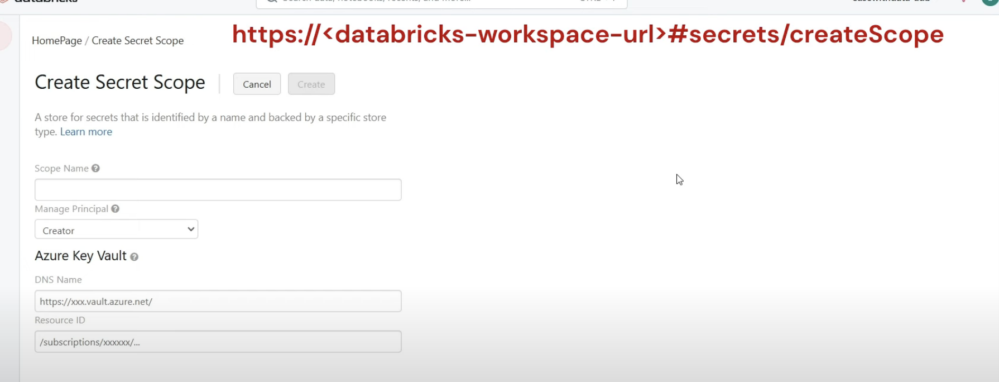 databricks
https://<databricks-workspace-url>#secrets/createScope
HomePage / Create Secret Scope
Create Secret Scope
Cancel
Create
A store for secrets that is identified by a name and backed by a specific store
type. Learn more
Scope Name
Manage Principal
Creator
Azure Key Vault
DNS Name
https://xxx.vault.azure.net/
Resource ID
/subscriptions/xxxxxx/...